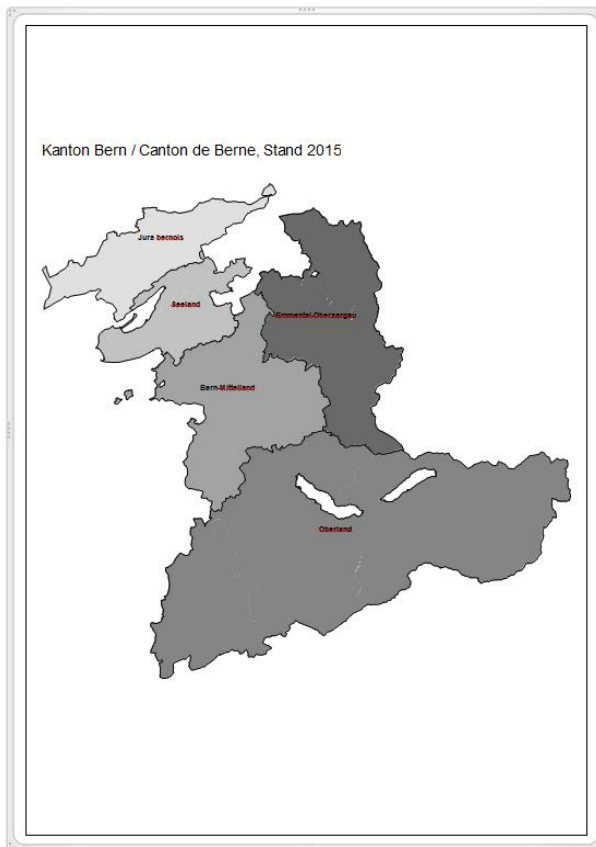 Kanton Bern / Canton de Berne, Stand 2015
Jura bernois
Seeland
Emmental-Oberaargau
Bern-Mittelland
Oberland